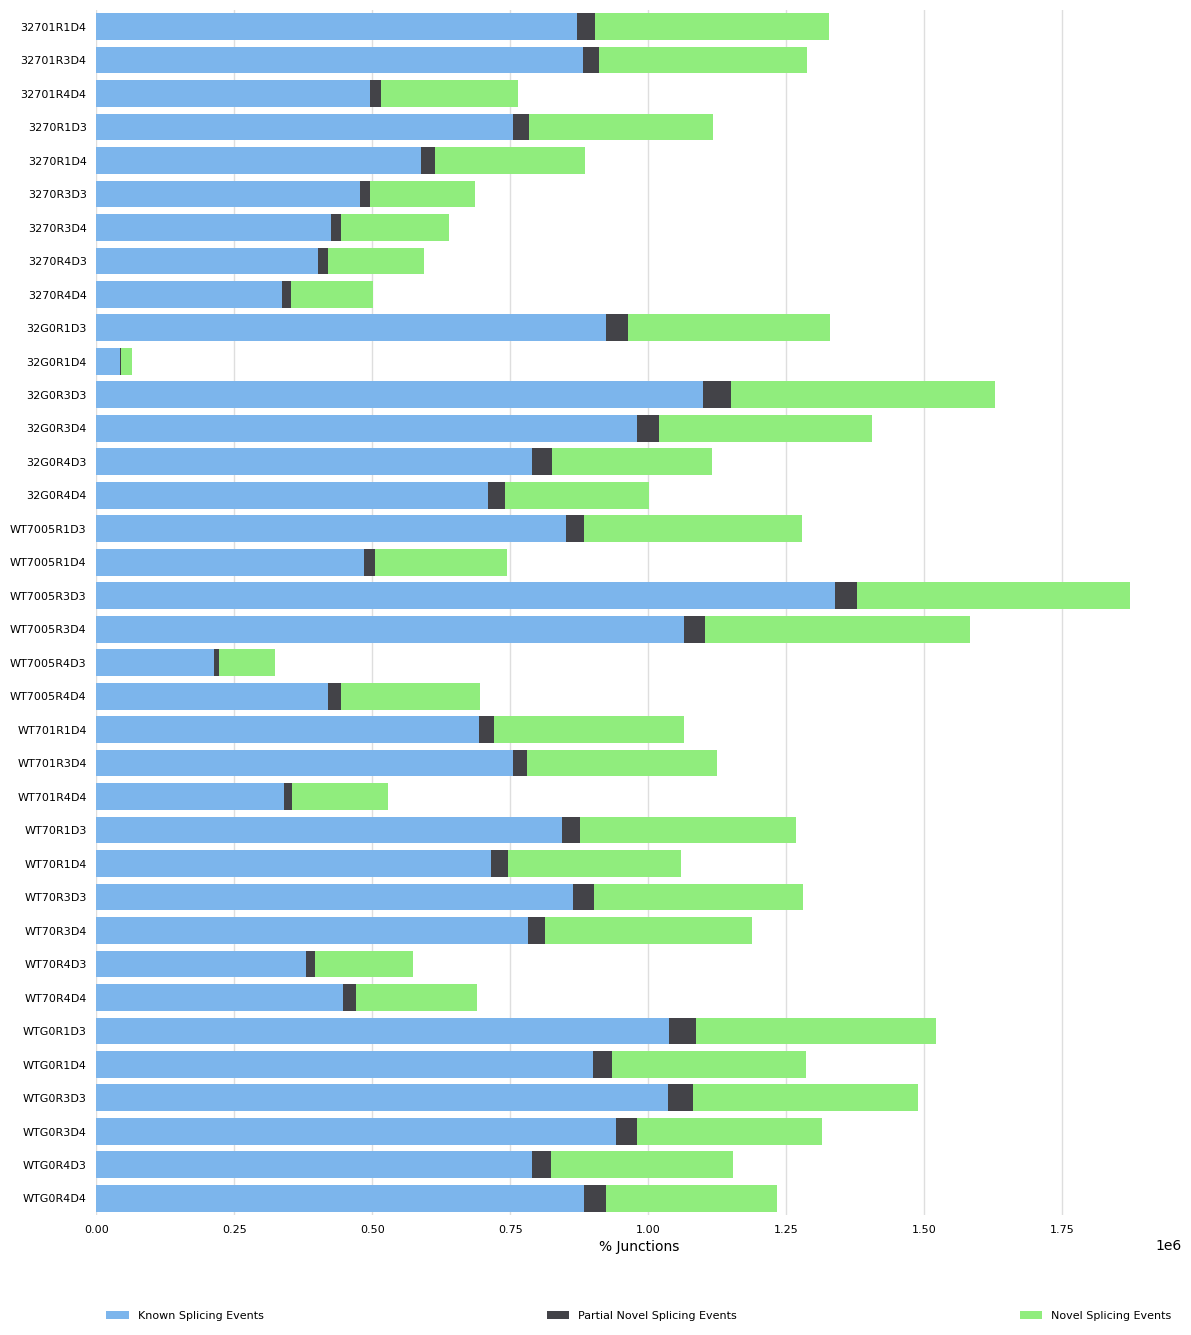 32701R1D4
32701R3D4
32701R4D4
3270R1D3
3270R1D4
3270R3D3
3270R3D4
3270R4D3
3270R4D4
32G0R1D3
32G0R1D4
32G0R3D3
32G0R3D4
32G0R4D3
32G0R4D4
WT7005R1D3
WT7005R1D4
WT7005R3D3
WT7005R3D4
WT7005R4D3
WT7005R4D4
WT701R1D4
WT701R3D4
WT701R4D4
WT70R1D3
WT70R1D4
WT70R3D3
WT70R3D4
WT70R4D3
WT70R4D4
WTG0R1D3
WTG0R1D4
WTG0R3D3
WTG0R3D4
WTG0R4D3
WTG0R4D4
0.00 0.25 0.50 0.75 1.00 1.25 1.50 1.75
% Junctions
1e6
Known Splicing Events Partial Novel Splicing Events Novel Splicing Events